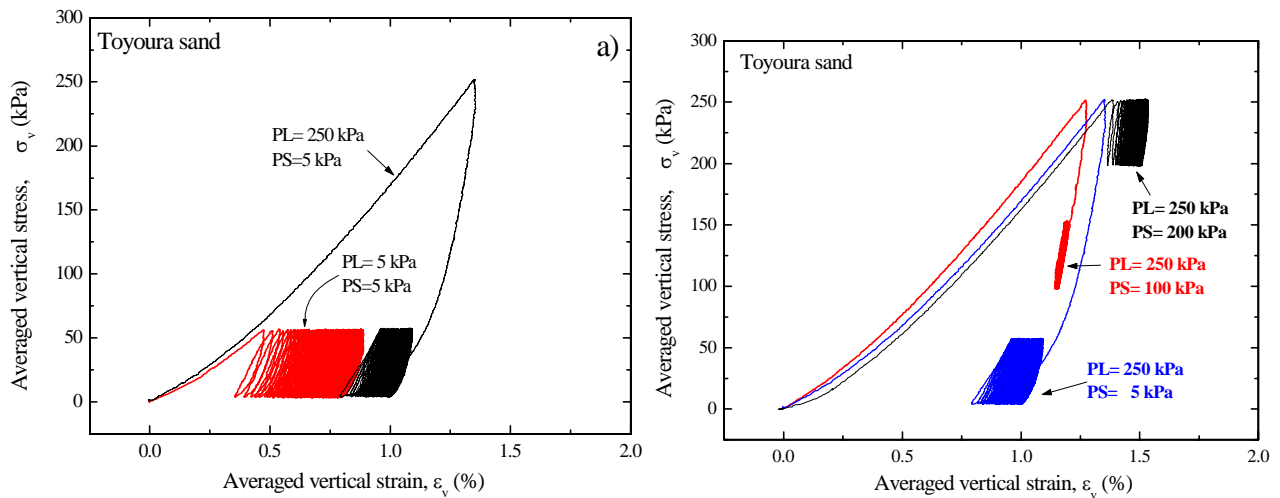 Toyoura sand
a)
PL= 250 kPa
PS=5 kPa
PL= 5 kPa
PS=5 kPa
300
250
200
150
100
50
0
0.0
0.5
1.0
1.5
2.0
Averaged vertical stress, σv (kPa)
Averaged vertical strain, εv (%)
Toyoura sand
PL= 250 kPa
PS= 200 kPa
PL= 250 kPa
PS= 100 kPa
PL= 250 kPa
PS= 5 kPa
300
250
200
150
100
50
0
0.0
0.5
1.0
1.5
2.0
Averaged vertical stress, σv (kPa)
Averaged vertical strain, εv (%)